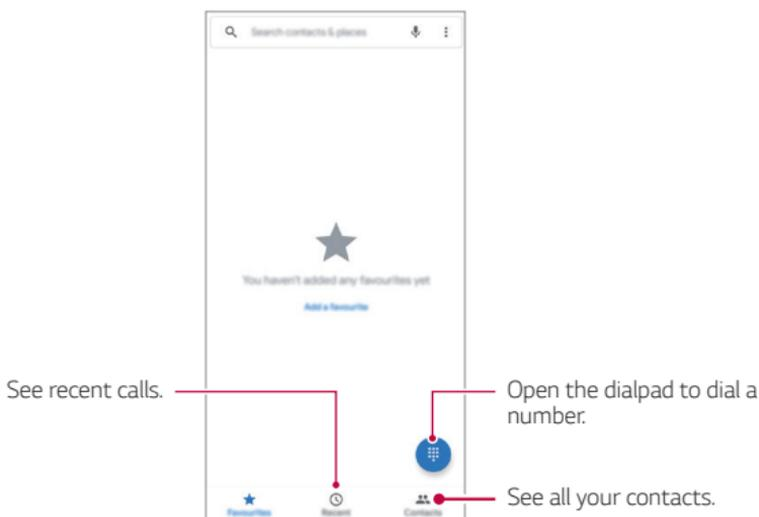 Search contacts & places
You haven't added any favourites yet
Add a favourite
See recent calls.
Open the dialpad to dial a
number.
Favourites
Recent
Contacts
See all your contacts.